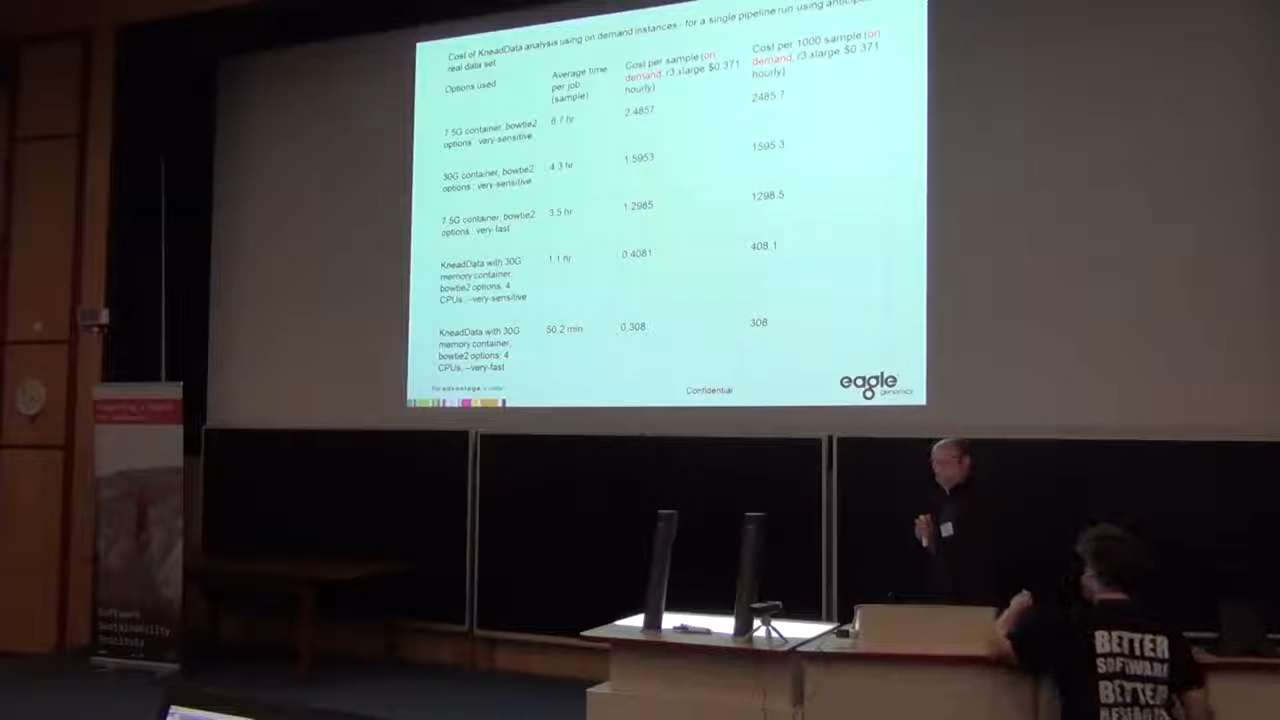 Cost of KneadData analysis using on demand instances - for a single pipeline run using
real data set
Options used
Average time
per job
(sample)
Cost per sample (on
demand, r3.xlarge $0.371
hourly)
Cost per 1000 sample (on
demand, r3.xlarge $0.371
hourly)
7.5G container, bowtie2
options : very-sensitive
6.7 hr
2.4857
2485.7
30G container, bowtie2
options : very-sensitive
4.3 hr
1.5953
1595.3
7.5G container, bowtie2
options : very-fast
3.5 hr
1.2985
1298.5
KneadData with 30G
memory container,
bowtie2 options, 4
CPUs, --very-sensitive
1.1 hr
0.4081
408.1
KneadData with 30G
memory container,
bowtie2 options: 4
CPUs, --very-fast
50.2 min
0.308
308
Confidential
eagle
genomics
Software
Sustainability
Institute
BETTER
SOFTWARE
BETTER
RESEARCH